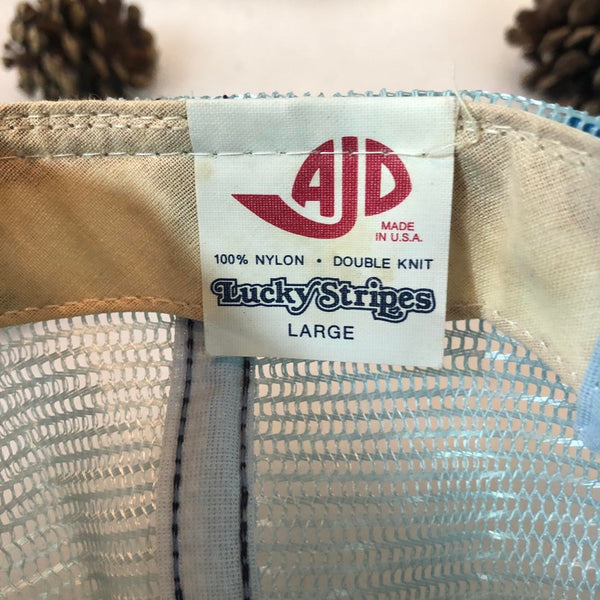 AJD
MADE
IN U.S.A.
100% NYLON • DOUBLE KNIT
Lucky Stripes
LARGE